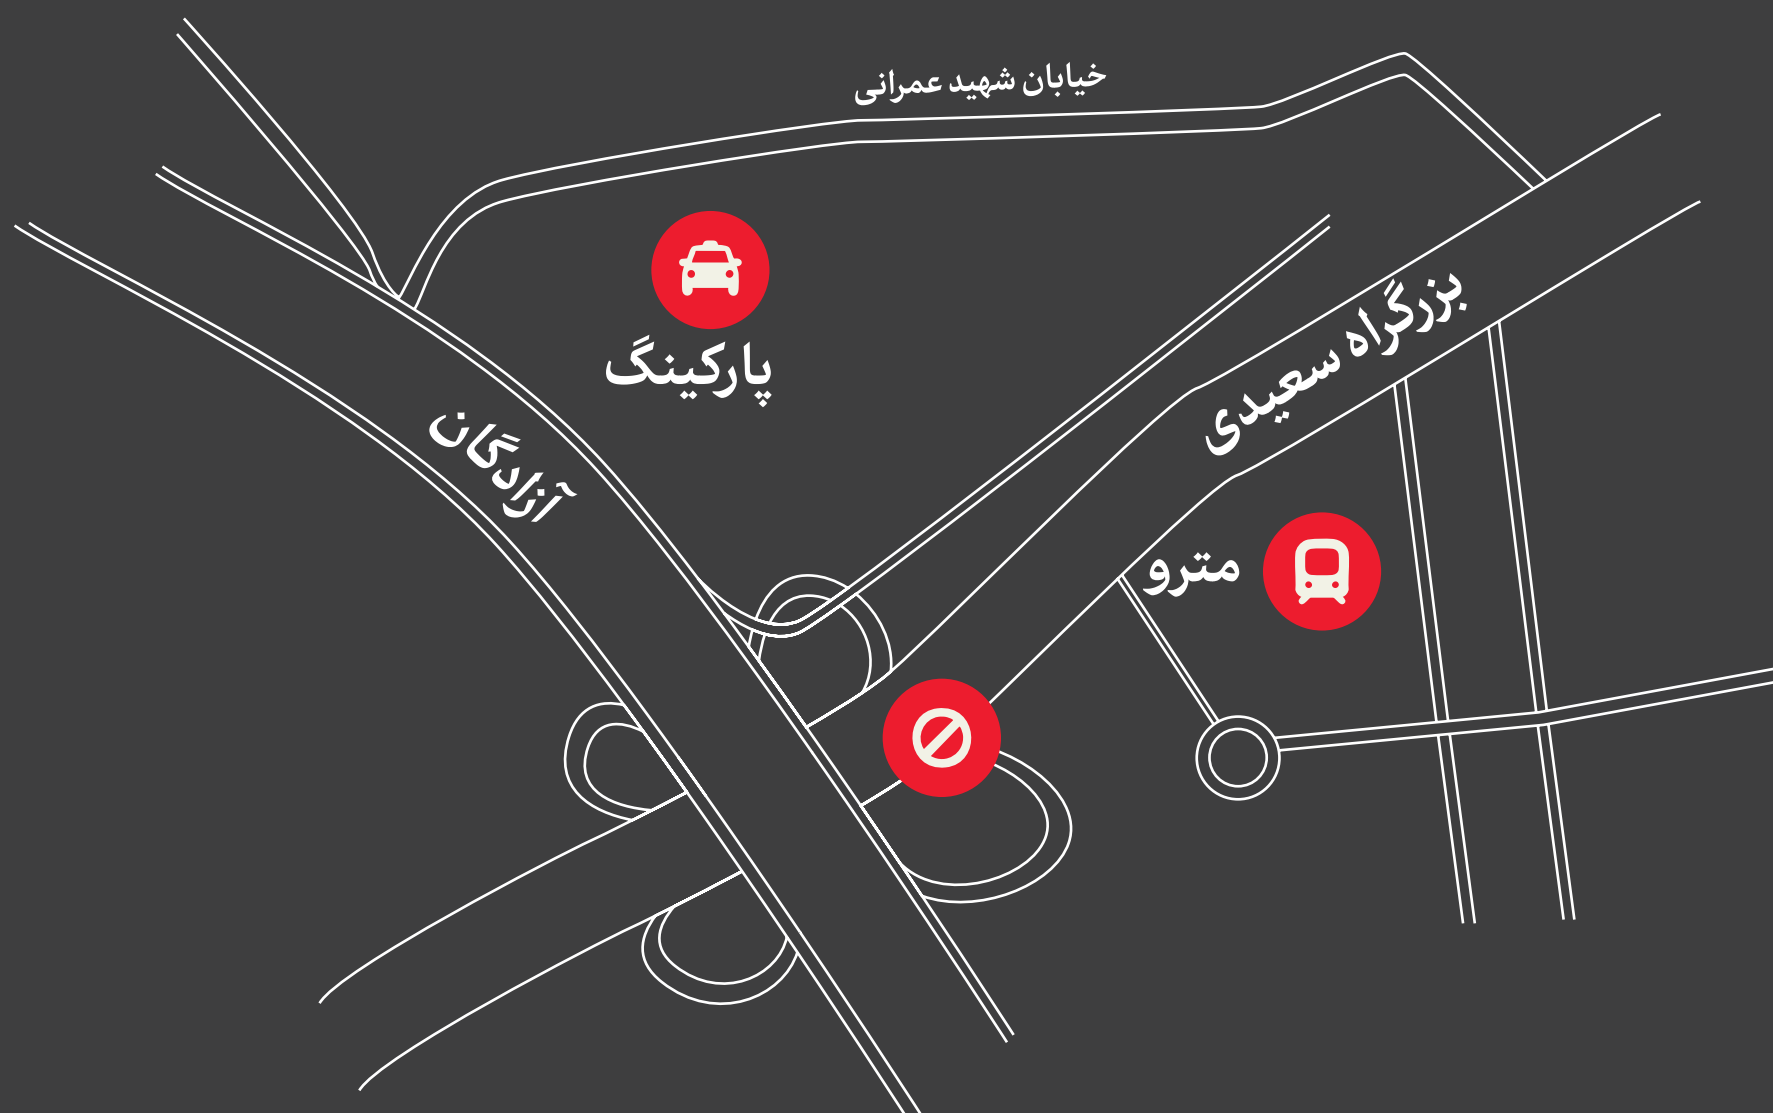 خیابان شهید عمرانی
پارکینگ
بزرگراه سعیدی
آزادگان
مترو